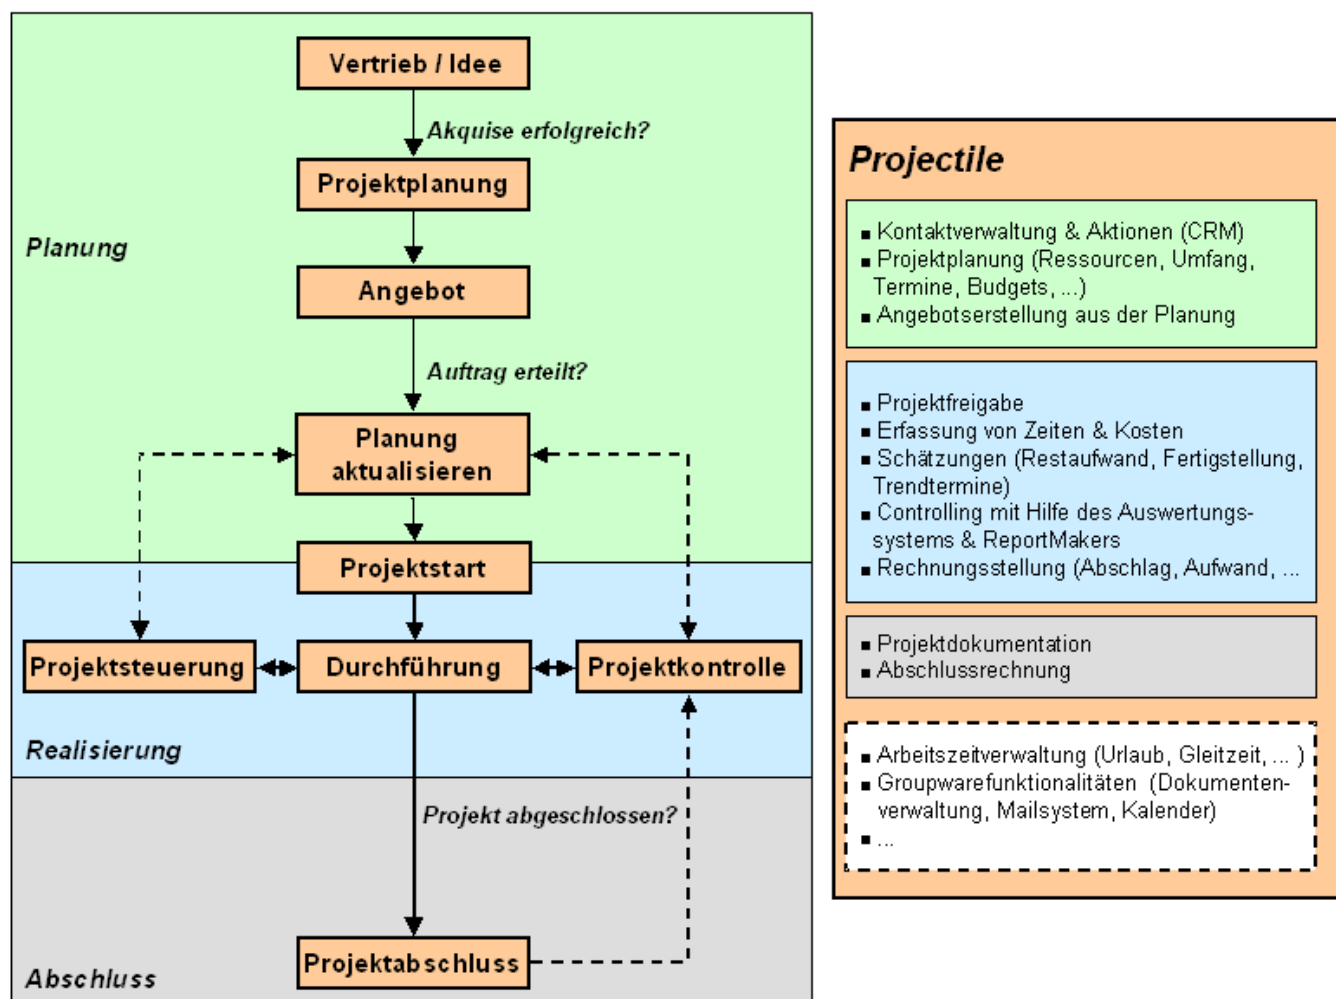 Vertrieb / Idee
Akquise erfolgreich?
Projektplanung
Planung
Angebot
Auftrag erteilt?
Planung
aktualisieren
Projektstart
Projektsteuerung
Durchführung
Projektkontrolle
Realisierung
Projekt abgeschlossen?
Projektabschluss
Abschluss
Projectile
■ Kontaktverwaltung & Aktionen (CRM)
■ Projektplanung (Ressourcen, Umfang,
Termine, Budgets, ...)
■ Angebotserstellung aus der Planung
■ Projektfreigabe
■ Erfassung von Zeiten & Kosten
■ Schätzungen (Restaufwand, Fertigstellung,
Trendtermine)
■ Controlling mit Hilfe des Auswertungs-
systems & ReportMakers
■ Rechnungsstellung (Abschlag, Aufwand, ...
■ Projektdokumentation
■ Abschlussrechnung
■ Arbeitszeitverwaltung (Urlaub, Gleitzeit, ... )
■ Groupwarefunktionalitäten (Dokumenten-
verwaltung, Mailsystem, Kalender)
■ ...